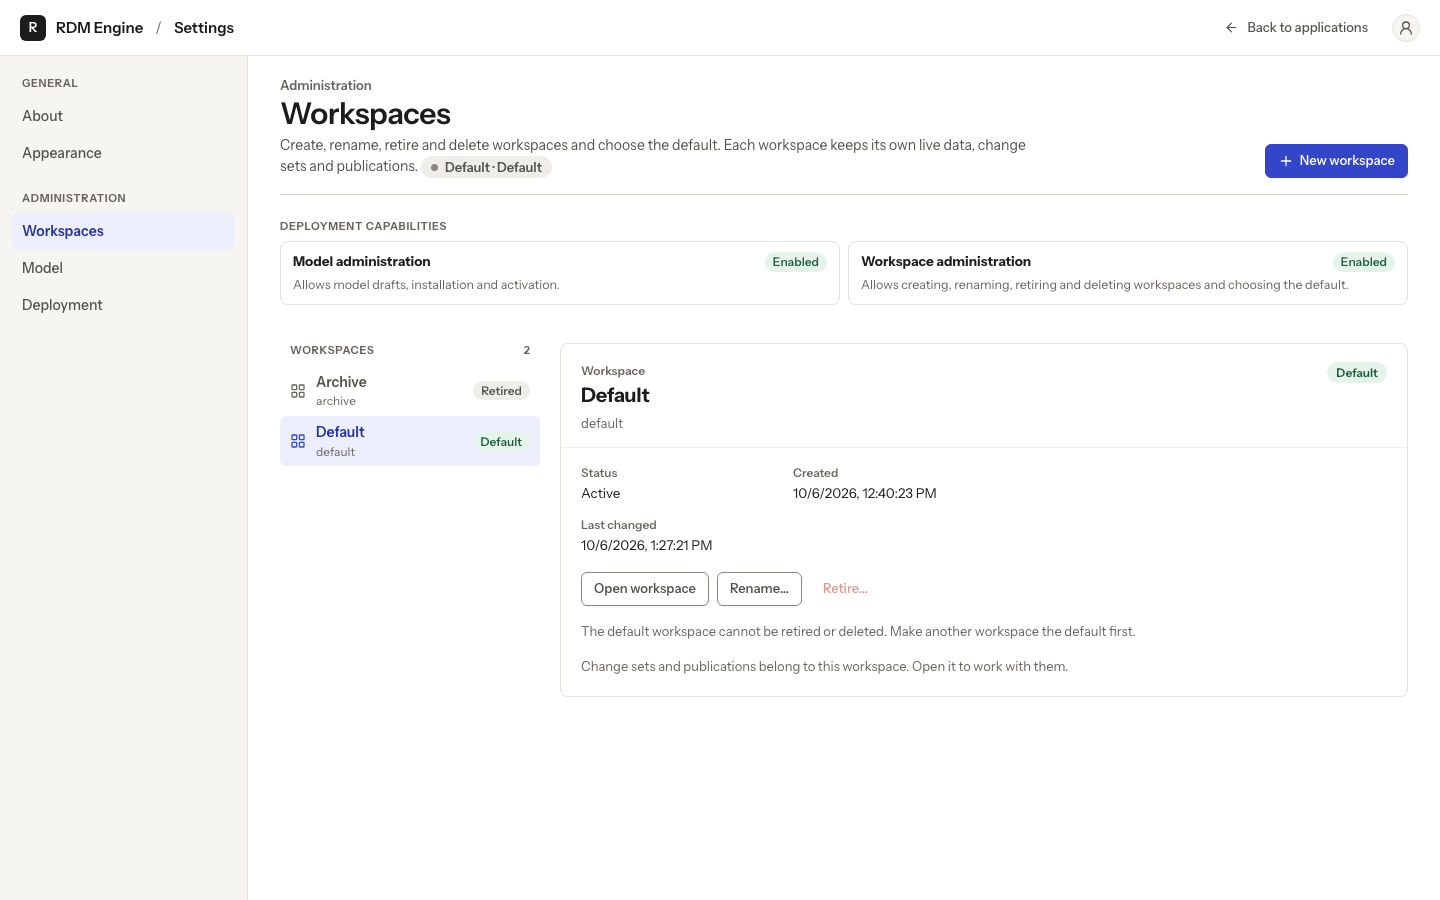 R RDM Engine / Settings
Back to applications
GENERAL
About
Appearance
ADMINISTRATION
Workspaces
Model
Deployment
Administration
Workspaces
Create, rename, retire and delete workspaces and choose the default. Each workspace keeps its own live data, change
sets and publications. Default · Default
New workspace
DEPLOYMENT CAPABILITIES
Model administration Enabled
Allows model drafts, installation and activation.
Workspace administration Enabled
Allows creating, renaming, retiring and deleting workspaces and choosing the default.
WORKSPACES 2
Archive
archive
Retired
Default
default
Default
Workspace
Default
default
Default
Status
Active
Created
10/6/2026, 12:40:23 PM
Last changed
10/6/2026, 1:27:21 PM
Open workspace Rename... Retire...
The default workspace cannot be retired or deleted. Make another workspace the default first.
Change sets and publications belong to this workspace. Open it to work with them.